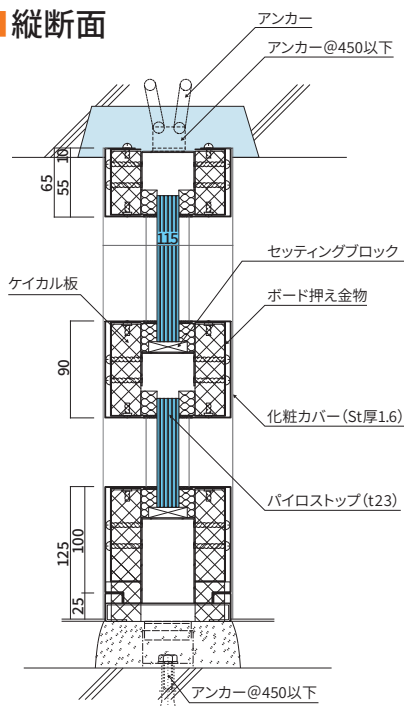 縦断面
アンカー
アンカー@450以下
10
65
55
115
セッティングブロック
ケイカル板
ボード押え金物
90
化粧カバー(St厚1.6)
パイロストップ(t23)
125
100
25
アンカー@450以下